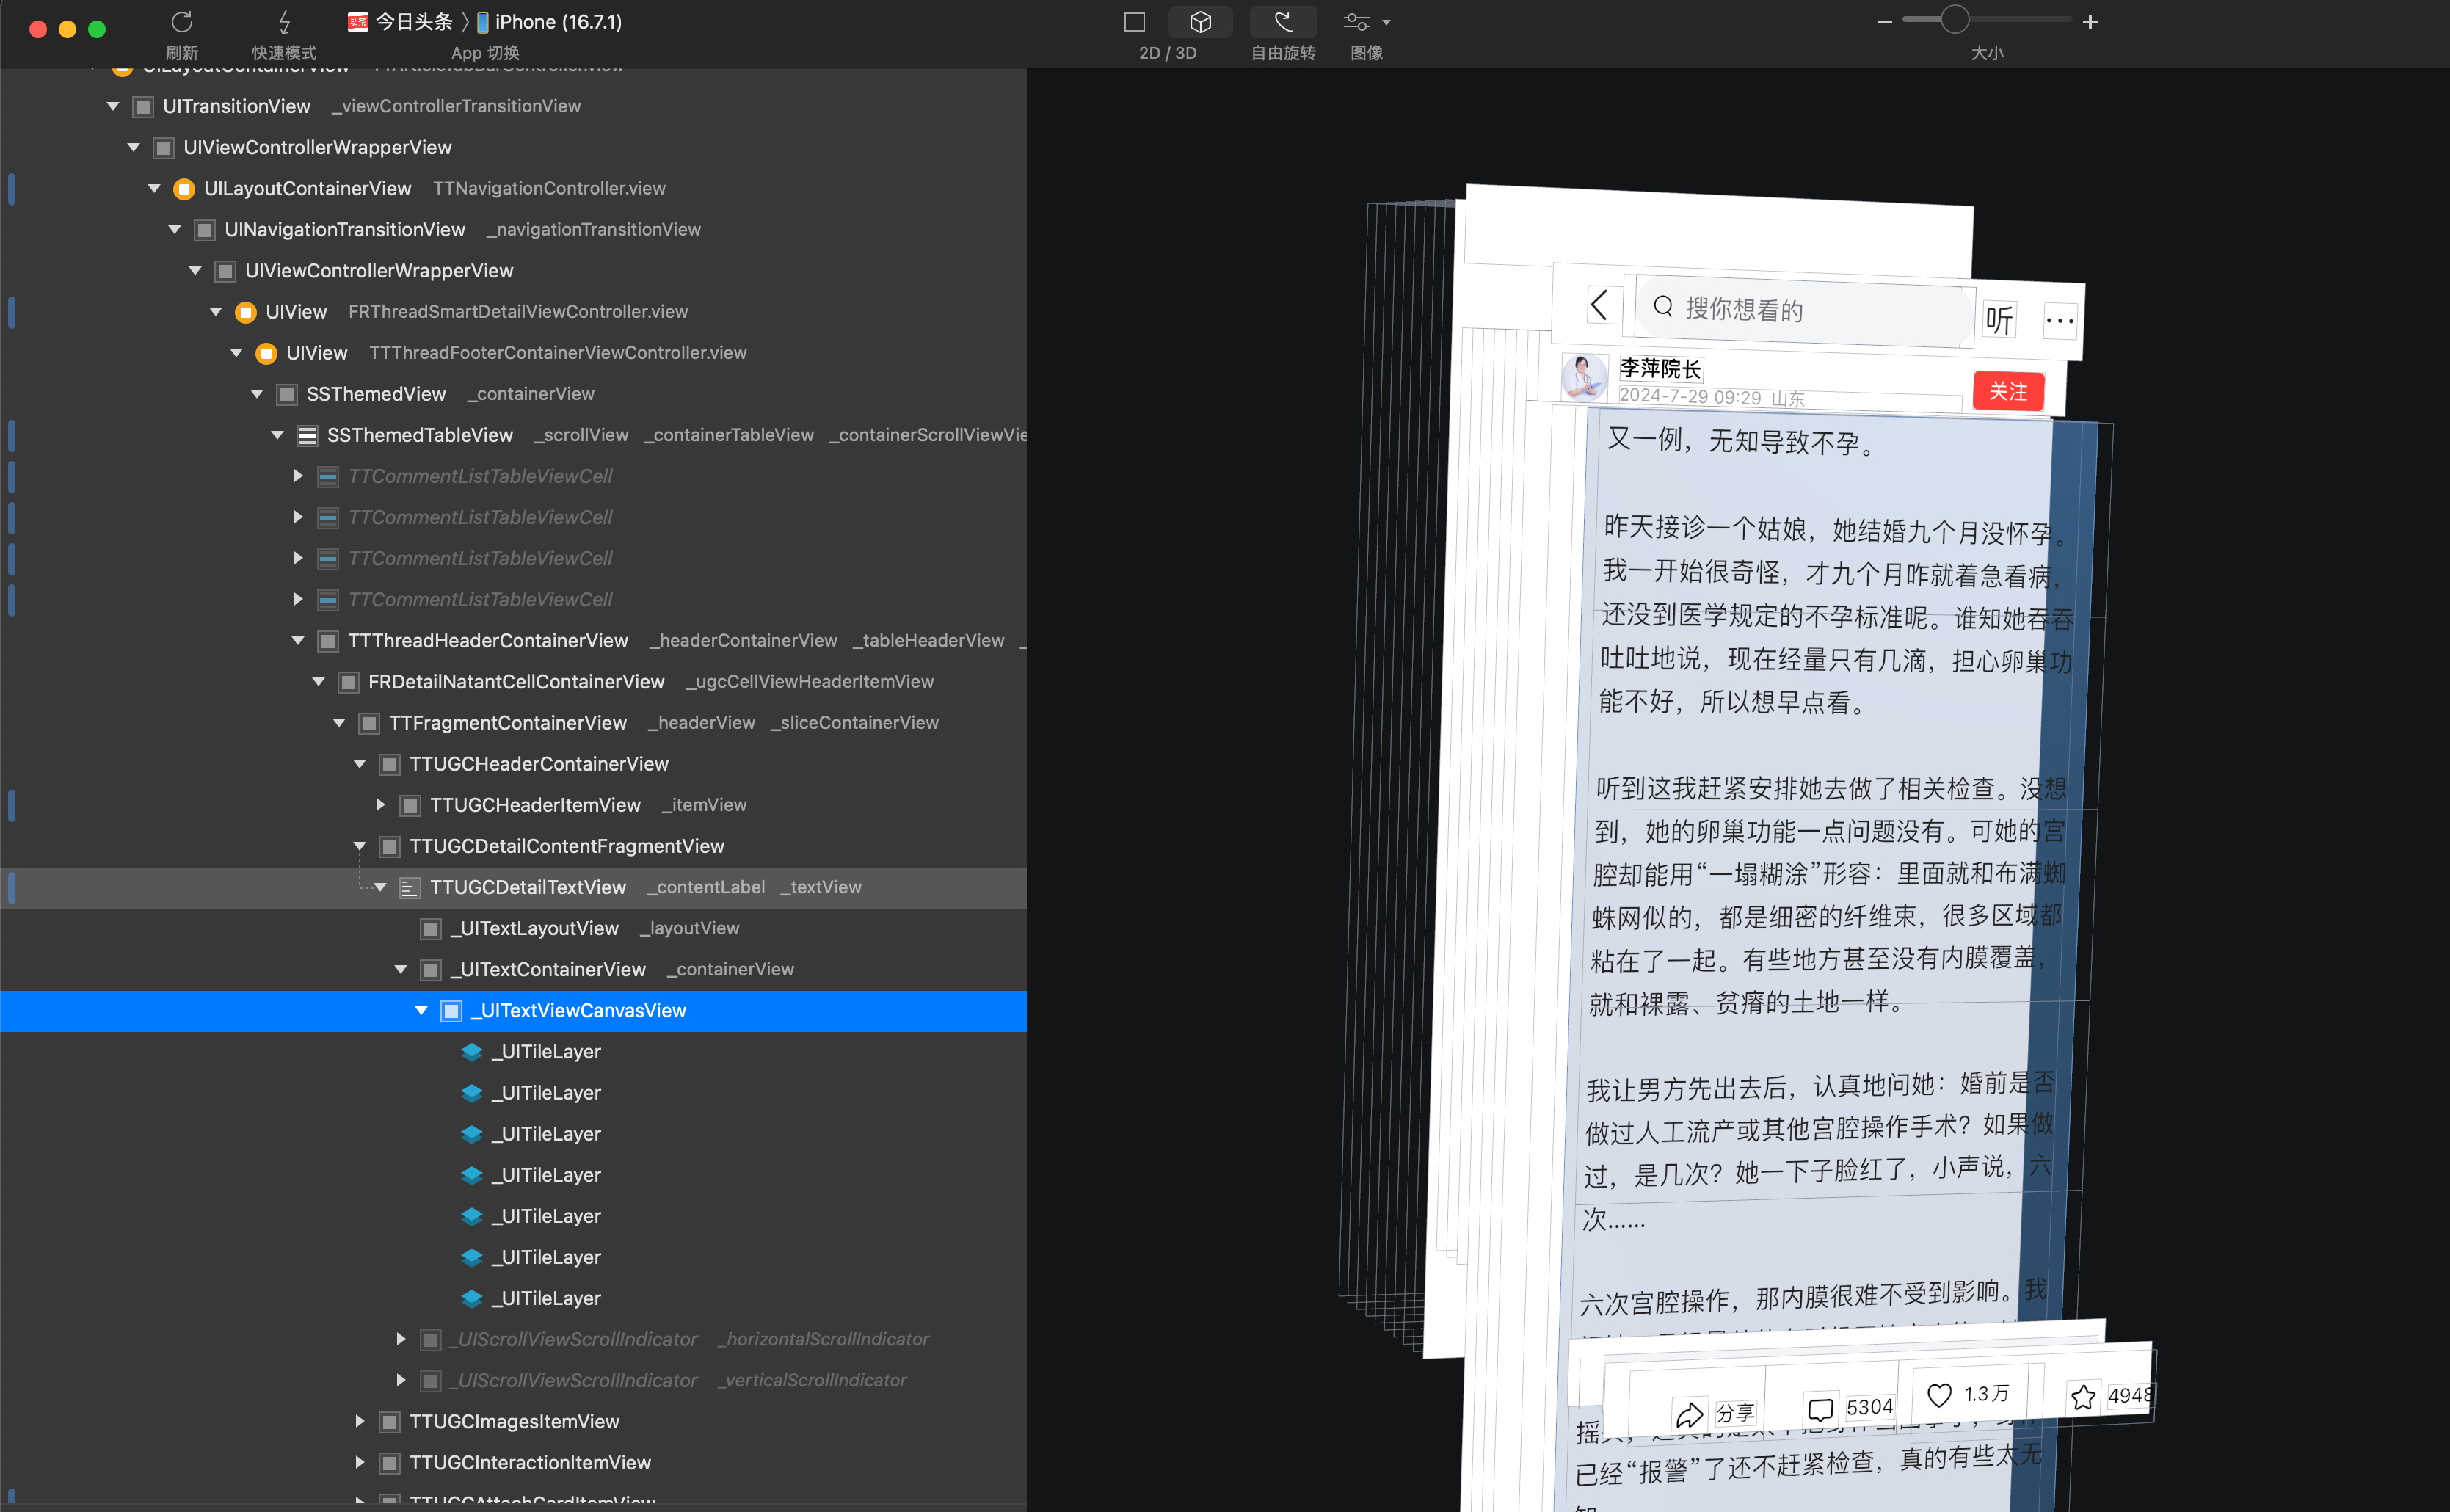 今日头条 〉 iPhone (16.7.1)
刷新
快速模式
App 切换
2D / 3D
自由旋转
图像
大小
UITransitionView _viewControllerTransitionView
UIViewControllerWrapperView
UILayoutContainerView TTNavigationController.view
UINavigationTransitionView _navigationTransitionView
UIViewControllerWrapperView
UIView FRThreadSmartDetailViewController.view
UIView TTThreadFooterContainerViewController.view
SSThemedView _containerView
SSThemedTableView _scrollView _containerTableView _containerScrollViewVie
TTCommentListTableViewCell
TTCommentListTableViewCell
TTCommentListTableViewCell
TTCommentListTableViewCell
TTThreadHeaderContainerView _headerContainerView _tableHeaderView _
FRDetailNatantCellContainerView _ugcCellViewHeaderItemView
TTFragmentContainerView _headerView _sliceContainerView
TTUGCHeaderContainerView
TTUGCHeaderItemView _itemView
TTUGCDetailContentFragmentView
TTUGCDetailTextView _contentLabel _textView
_UITextLayoutView _layoutView
_UITextContainerView _containerView
_UITextViewCanvasView
_UITileLayer
_UITileLayer
_UITileLayer
_UITileLayer
_UITileLayer
_UITileLayer
_UITileLayer
_UIScrollViewScrollIndicator _horizontalScrollIndicator
_UIScrollViewScrollIndicator _verticalScrollIndicator
TTUGCImagesItemView
TTUGCInteractionItemView
搜你想看的
听
李萍院长
2024-7-29 09:29 山东
关注
又一例，无知导致不孕。
昨天接诊一个姑娘，她结婚九个月没怀孕。
我一开始很奇怪，才九个月咋就着急看病，
还没到医学规定的不孕标准呢。谁知她吞吞
吐吐地说，现在经量只有几滴，担心卵巢功
能不好，所以想早点看。
听到这我赶紧安排她去做了相关检查。没想
到，她的卵巢功能一点问题没有。可她的宫
腔却能用“一塌糊涂”形容：里面就和布满蜘
蛛网似的，都是细密的纤维束，很多区域都
粘在了一起。有些地方甚至没有内膜覆盖，
就和裸露、贫瘠的土地一样。
我让男方先出去后，认真地问她：婚前是否
做过人工流产或其他宫腔操作手术？如果做
过，是几次？她一下子脸红了，小声说，六
次……
六次宫腔操作，那内膜很难不受到影响。我
分享
5304
1.3万
4948
已经“报警”了还不赶紧检查，真的有些太无